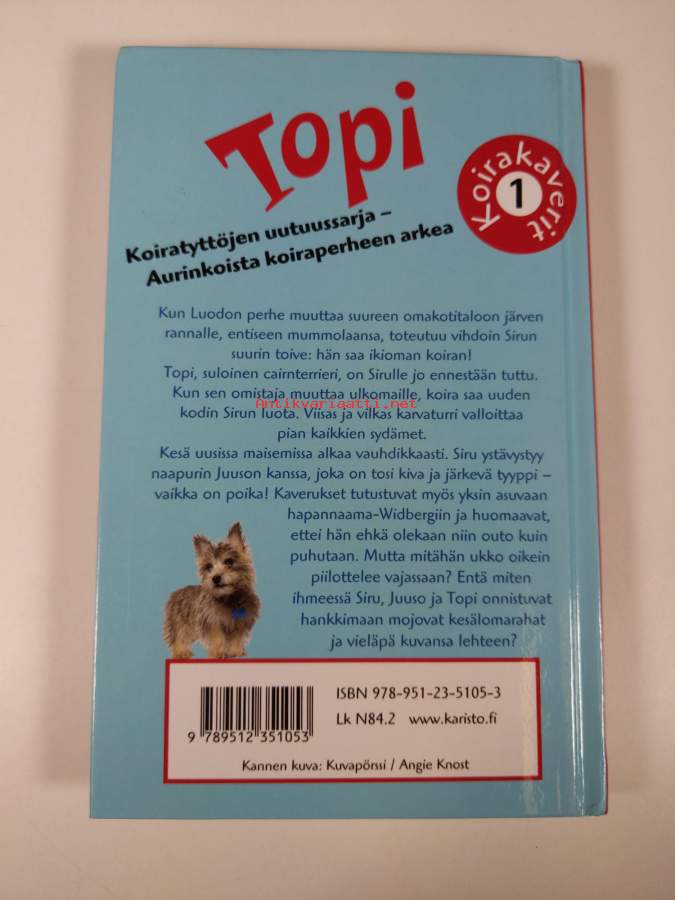 Topi
Koirakaverit
1
Koiratyttöjen uutuussarja –
Aurinkoista koiraperheen arkea
Kun Luodon perhe muuttaa suureen omakotitaloon järven
rannalle, entiseen mummolaansa, toteutuu vihdoin Sirun
suurin toive: hän saa ikioman koiran!
Topi, suloinen cairnterrieri, on Sirulle jo ennestään tuttu.
Kun sen omistaja muuttaa ulkomaille, koira saa uuden
Antikvariaatti.net
kodin Sirun luota. Viisas ja vilkas karvaturri valloittaa
pian kaikkien sydämet.
Kesä uusissa maisemissa alkaa vauhdikkaasti. Siru ystävystyy
naapurin Juuson kanssa, joka on tosi kiva ja järkevä tyyppi –
vaikka on poika! Kaverukset tutustuvat myös yksin asuvaan
hapannaama-Widbergiin ja huomaavat,
ettei hän ehkä olekaan niin outo kuin
puhutaan. Mutta mitähän ukko oikein
piilottelee vajassaan? Entä miten
ihmeessä Siru, Juuso ja Topi onnistuvat
hankkimaan mojovat kesälomarahat
ja vieläpä kuvansa lehteen?
ISBN 978-951-23-5105-3
Lk N84.2 www.karisto.fi
9 789512 351053
Kannen kuva: Kuvapörssi / Angie Knost